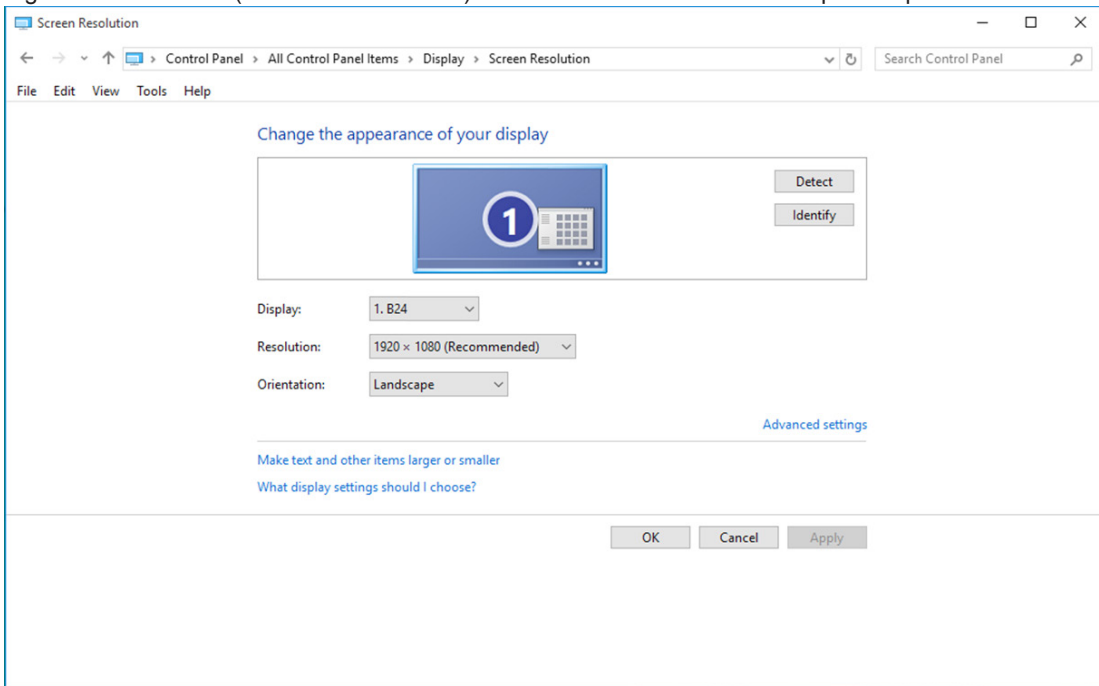 Screen Resolution
Control Panel > All Control Panel Items > Display > Screen Resolution
Search Control Panel
File Edit View Tools Help
Change the appearance of your display
1
Detect
Identify
Display: 1. B24
Resolution: 1920 × 1080 (Recommended)
Orientation: Landscape
Advanced settings
Make text and other items larger or smaller
What display settings should I choose?
OK Cancel Apply